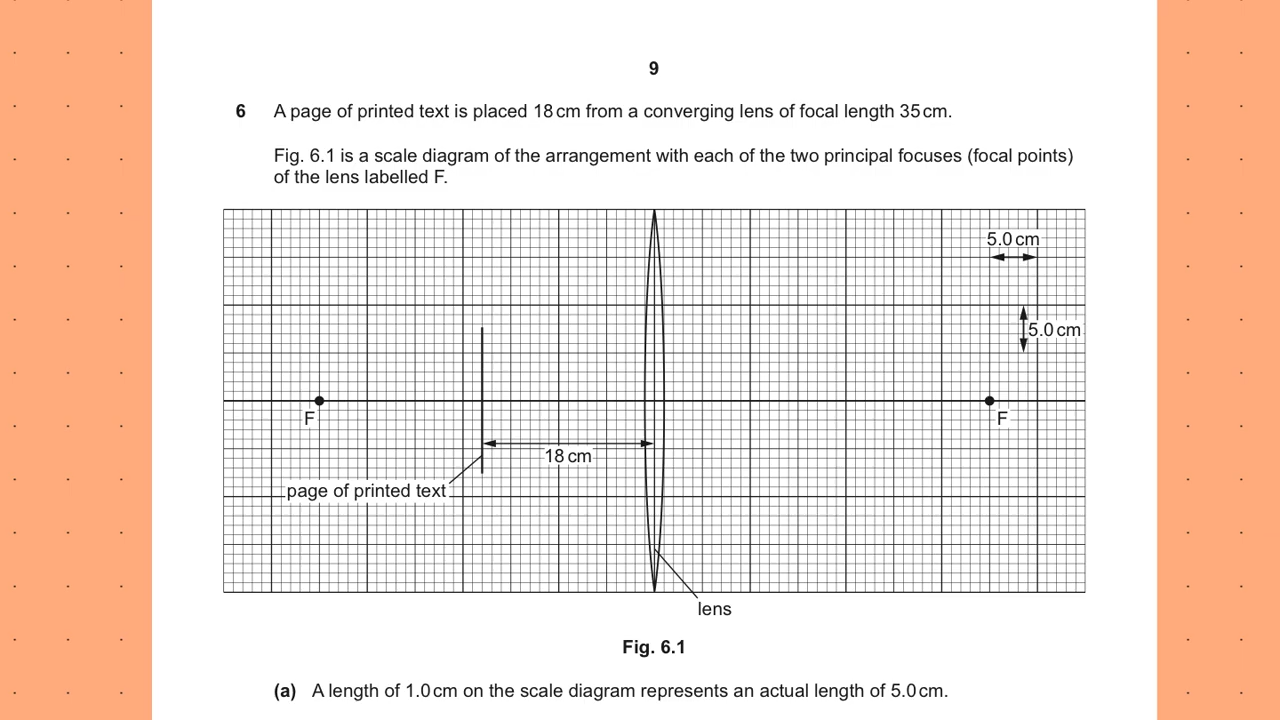 9
6 A page of printed text is placed 18 cm from a converging lens of focal length 35 cm.
Fig. 6.1 is a scale diagram of the arrangement with each of the two principal focuses (focal points)
of the lens labelled F.
5.0 cm
5.0 cm
F
F
18 cm
page of printed text
lens
Fig. 6.1
(a) A length of 1.0 cm on the scale diagram represents an actual length of 5.0 cm.